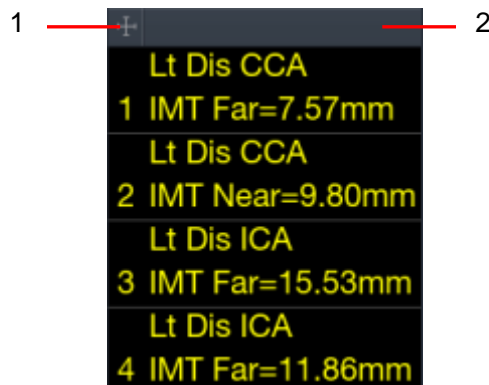 1
2
Lt Dis CCA
1 IMT Far=7.57mm
Lt Dis CCA
2 IMT Near=9.80mm
Lt Dis ICA
3 IMT Far=15.53mm
Lt Dis ICA
4 IMT Far=11.86mm